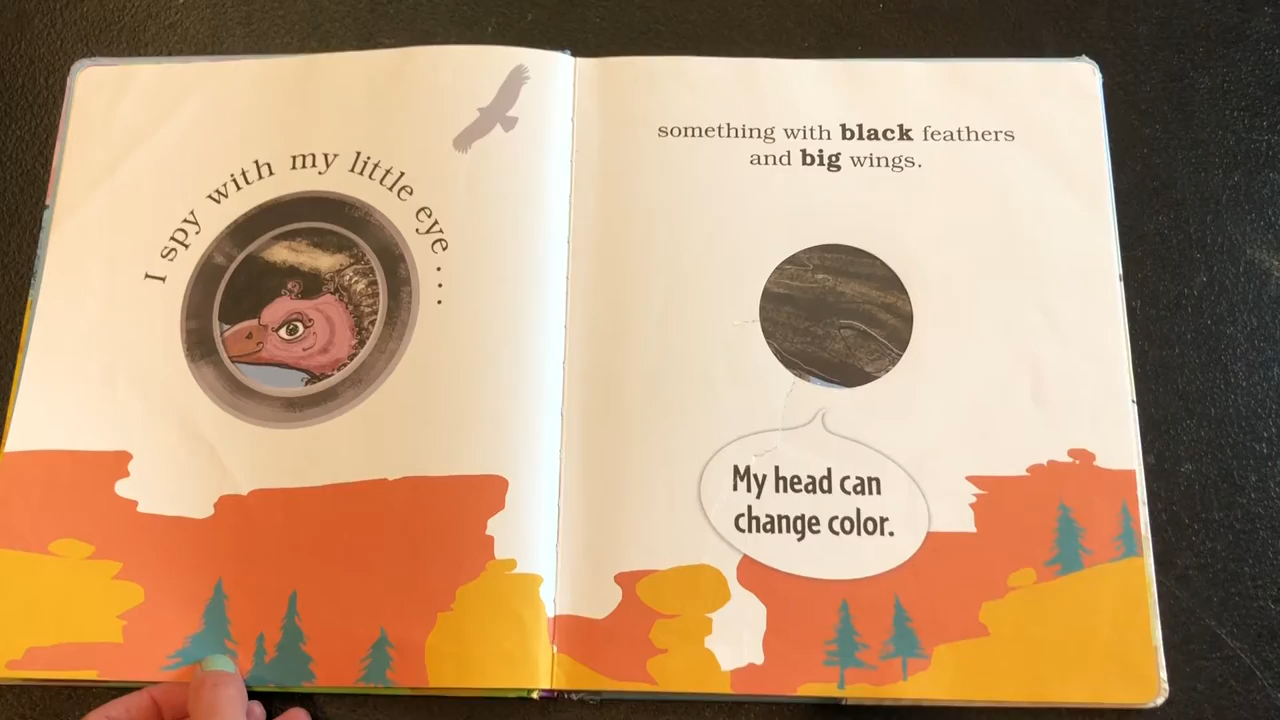 I spy with my little eye....
something with black feathers
and big wings.
My head can
change color.